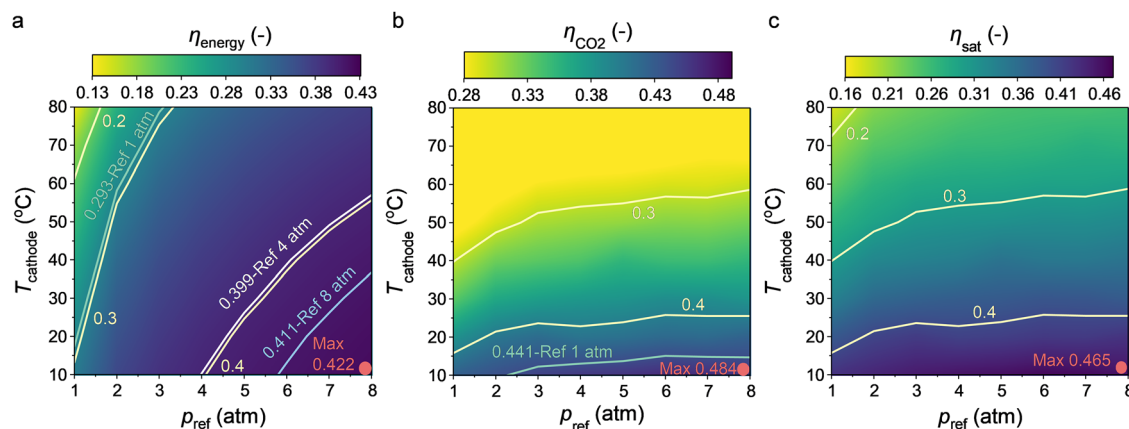 a
η_energy (-)
0.13 0.18 0.23 0.28 0.33 0.38 0.43
T_cathode (ºC)
80
70
60
50
40
30
20
10
0.2
0.293-Ref 1 atm
0.3
0.399-Ref 4 atm
0.4
0.411-Ref 8 atm
Max
0.422
1 2 3 4 5 6 7 8
p_ref (atm)
b
η_CO2 (-)
0.28 0.33 0.38 0.43 0.48
T_cathode (ºC)
80
70
60
50
40
30
20
10
0.3
0.4
0.441-Ref 1 atm
Max 0.484
1 2 3 4 5 6 7 8
p_ref (atm)
c
η_sat (-)
0.16 0.21 0.26 0.31 0.36 0.41 0.46
T_cathode (ºC)
80
70
60
50
40
30
20
10
0.2
0.3
0.4
Max 0.465
1 2 3 4 5 6 7 8
p_ref (atm)